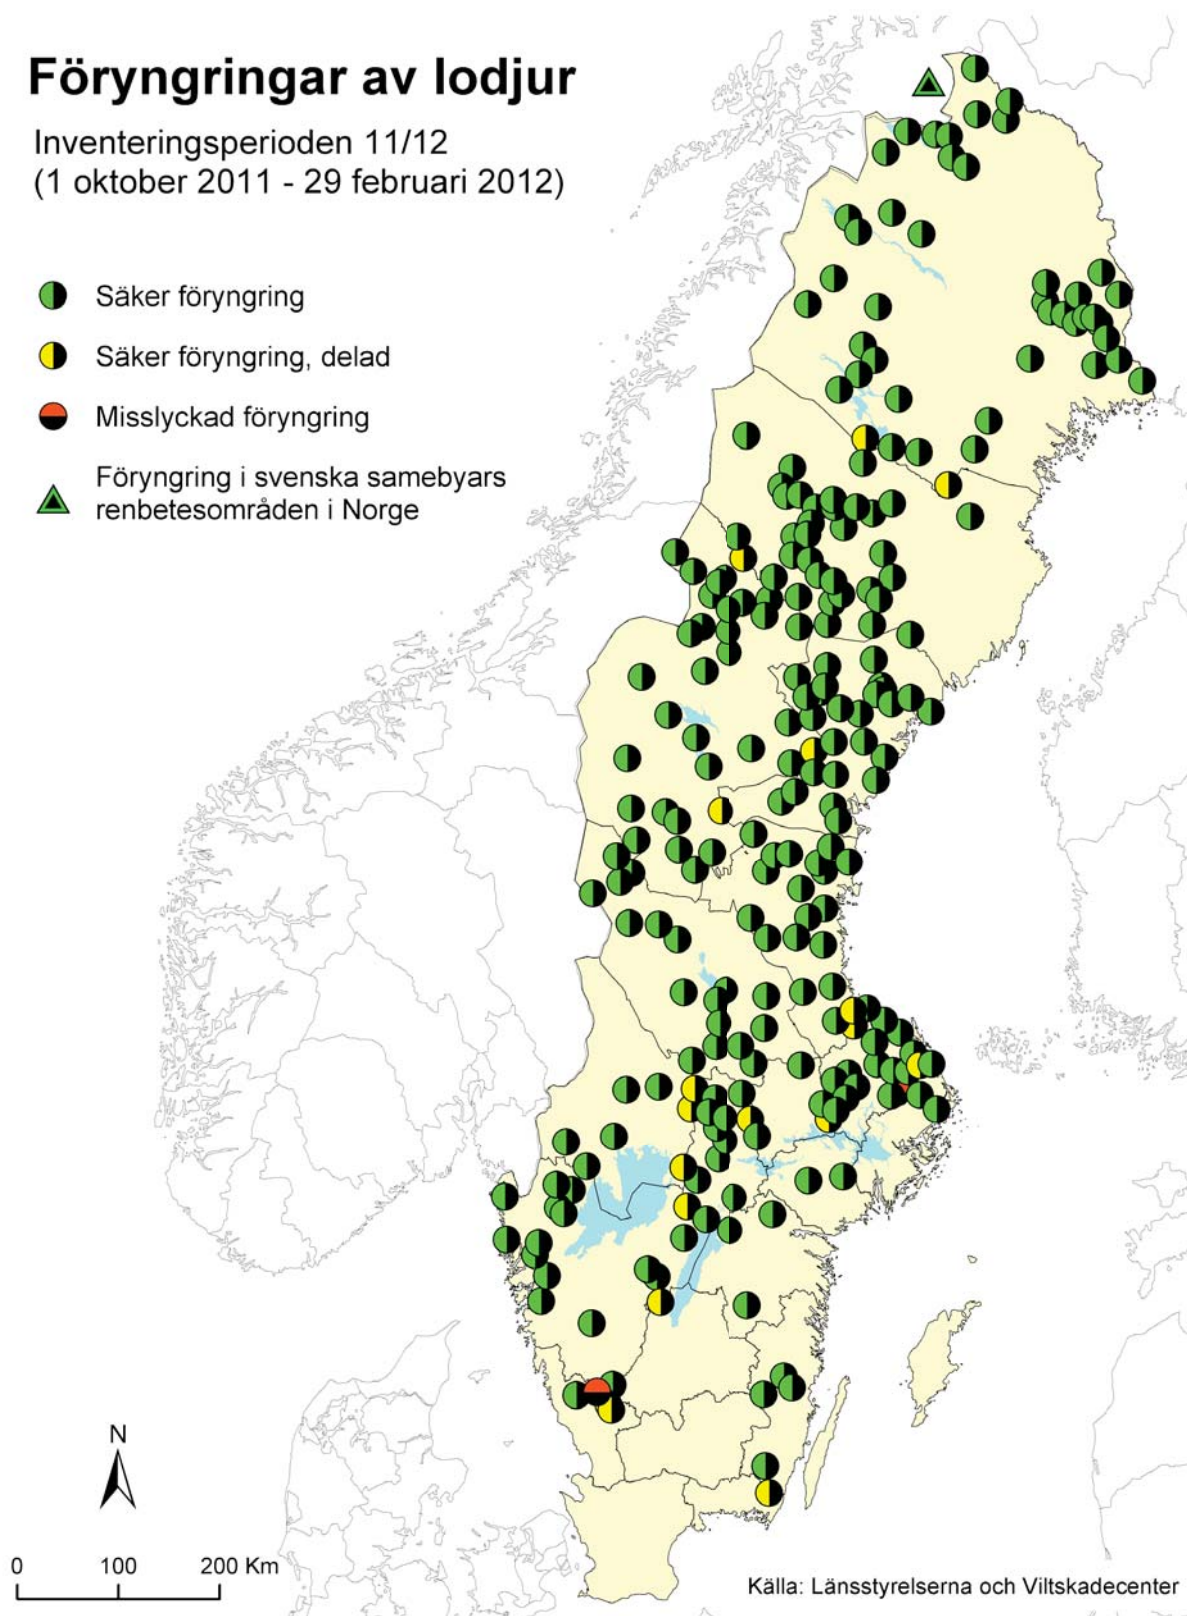 Föryngringar av lodjur
Inventeringsperioden 11/12
(1 oktober 2011 - 29 februari 2012)
Säker föryngring
Säker föryngring, delad
Misslyckad föryngring
Föryngring i svenska samebyars
renbetesområden i Norge
N
0 100 200 Km
Källa: Länsstyrelserna och Viltskadecenter